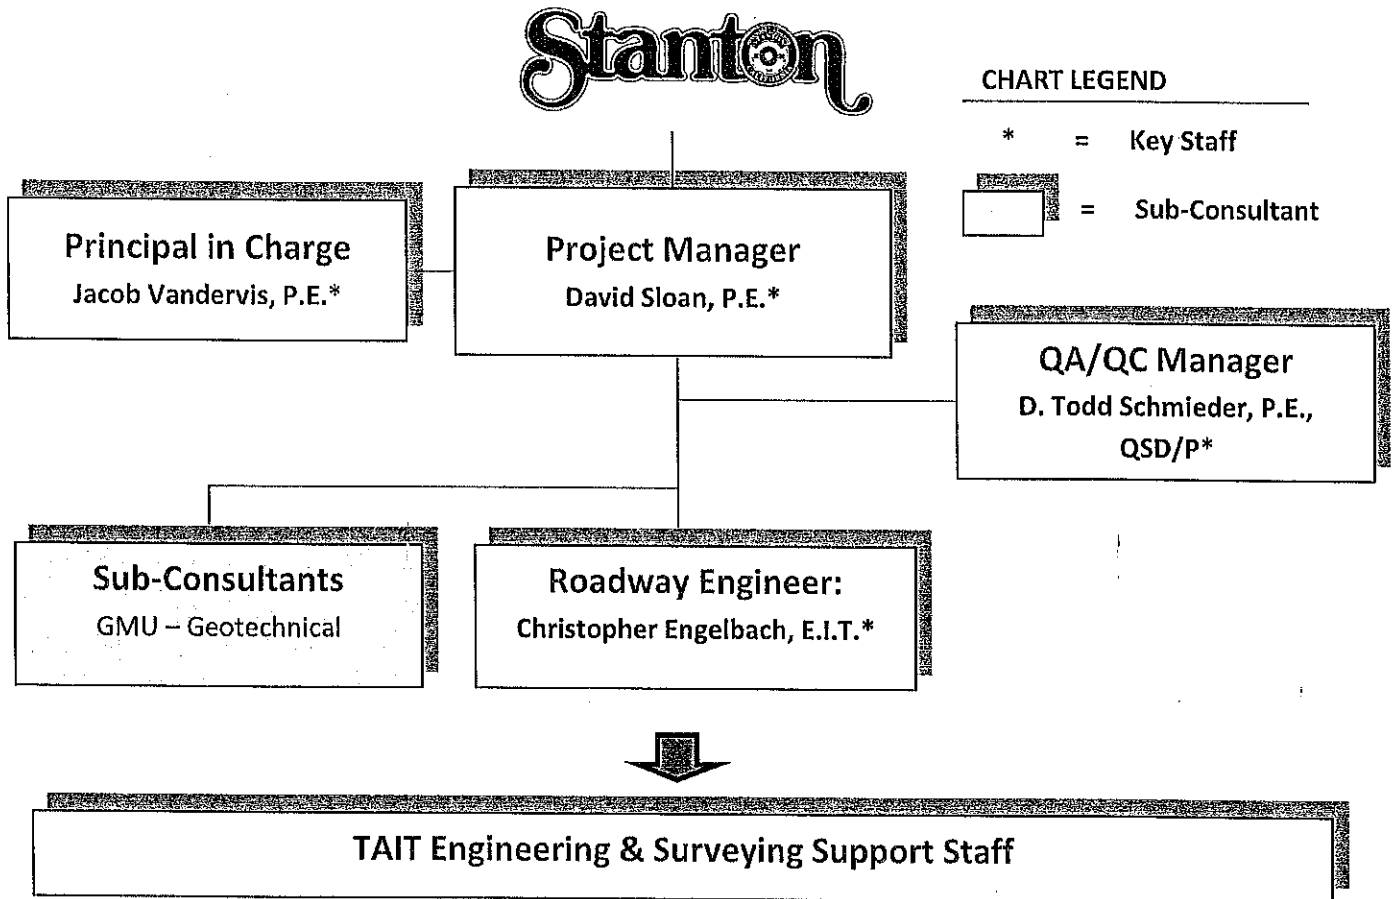 Stanton
CHART LEGEND
* = Key Staff
= Sub-Consultant
Principal in Charge
Jacob Vandervis, P.E.*
Project Manager
David Sloan, P.E.*
QA/QC Manager
D. Todd Schmieder, P.E.,
QSD/P*
Sub-Consultants
GMU – Geotechnical
Roadway Engineer:
Christopher Engelbach, E.I.T.*
TAIT Engineering & Surveying Support Staff